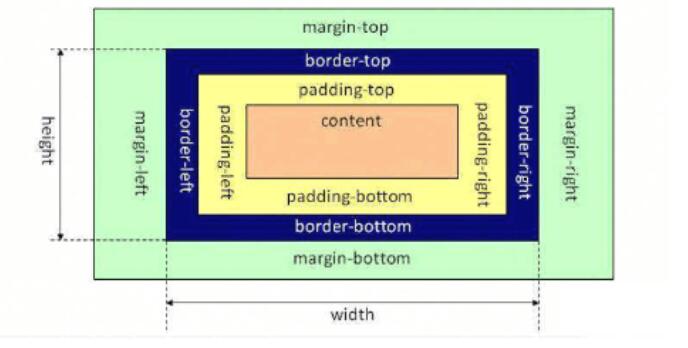 margin-top
border-top
padding-top
content
height
margin-left
border-left
padding-left
padding-right
border-right
margin-right
padding-bottom
border-bottom
margin-bottom
width